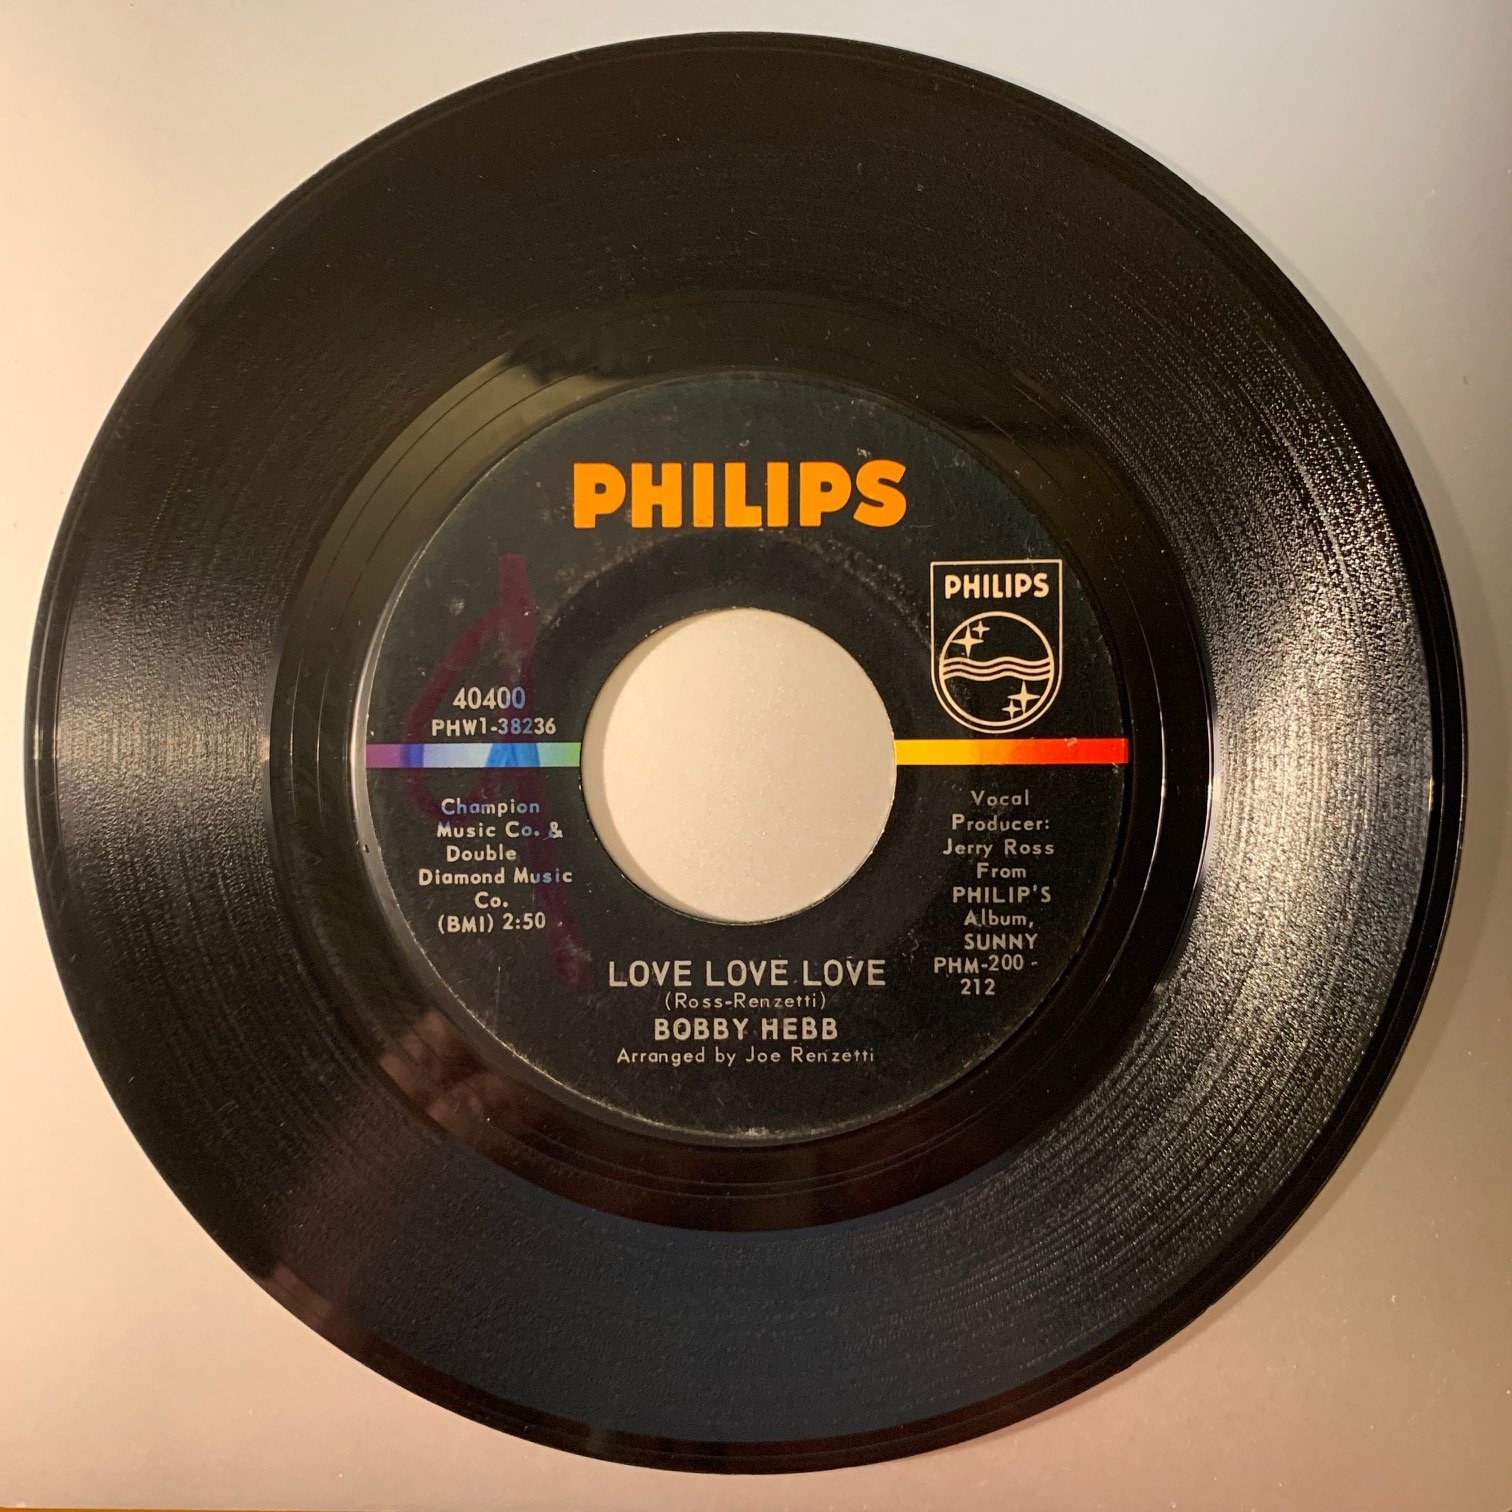 PHILIPS
PHILIPS
40400
PHW1-38236
Champion
Music Co. &
Double
Diamond Music
Co.
(BMI) 2:50
Vocal
Producer:
Jerry Ross
From
PHILIP'S
Album,
SUNNY
PHM-200-
212
LOVE LOVE LOVE
(Ross-Renzetti)
BOBBY HEBB
Arranged by Joe Renzetti